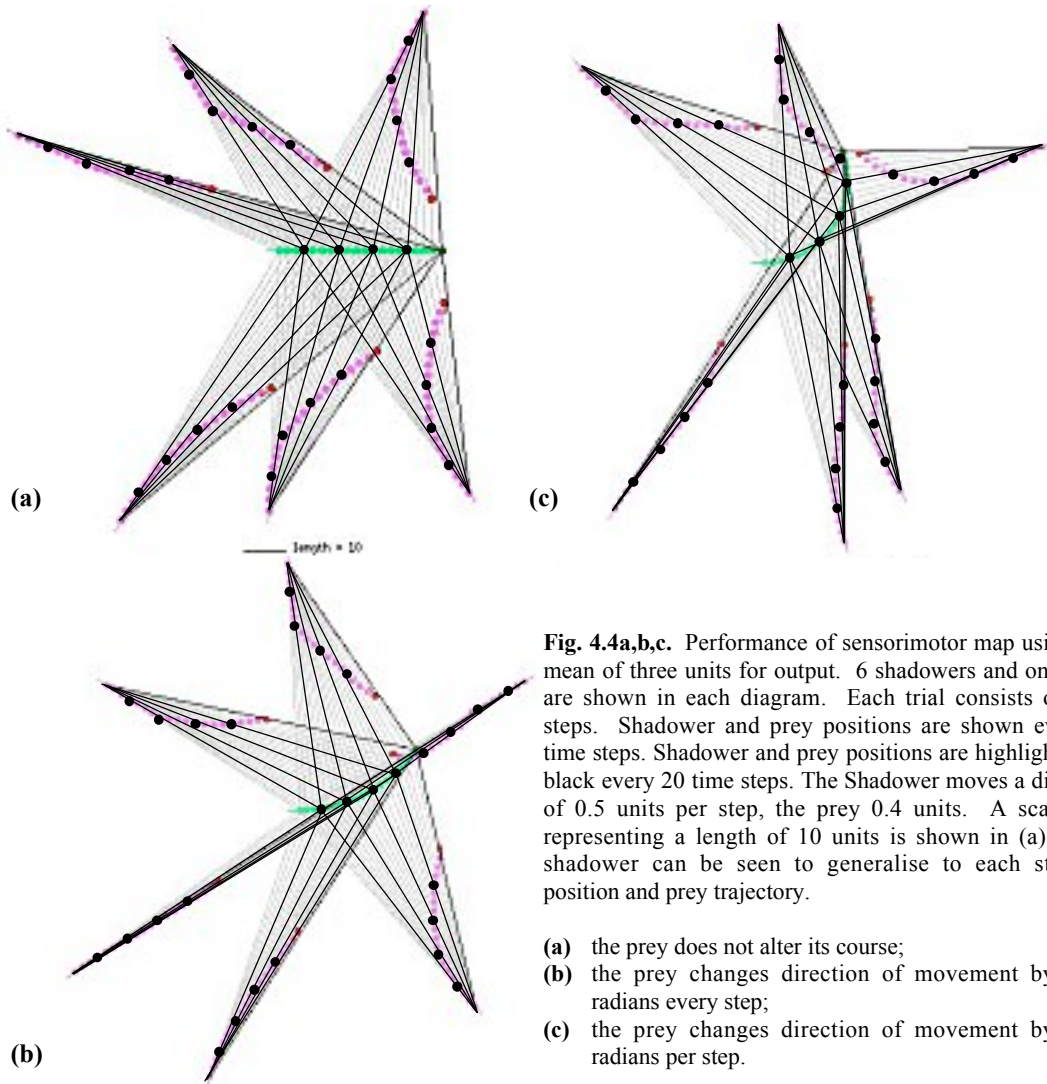 (a)
(c)
length = 10
(b)
Fig. 4.4a,b,c. Performance of sensorimotor map usi
mean of three units for output. 6 shadowers and on
are shown in each diagram. Each trial consists o
steps. Shadower and prey positions are shown ev
time steps. Shadower and prey positions are highligh
black every 20 time steps. The Shadower moves a di
of 0.5 units per step, the prey 0.4 units. A sca
representing a length of 10 units is shown in (a)
shadower can be seen to generalise to each st
position and prey trajectory.
(a) the prey does not alter its course;
(b) the prey changes direction of movement by
radians every step;
(c) the prey changes direction of movement by
radians per step.